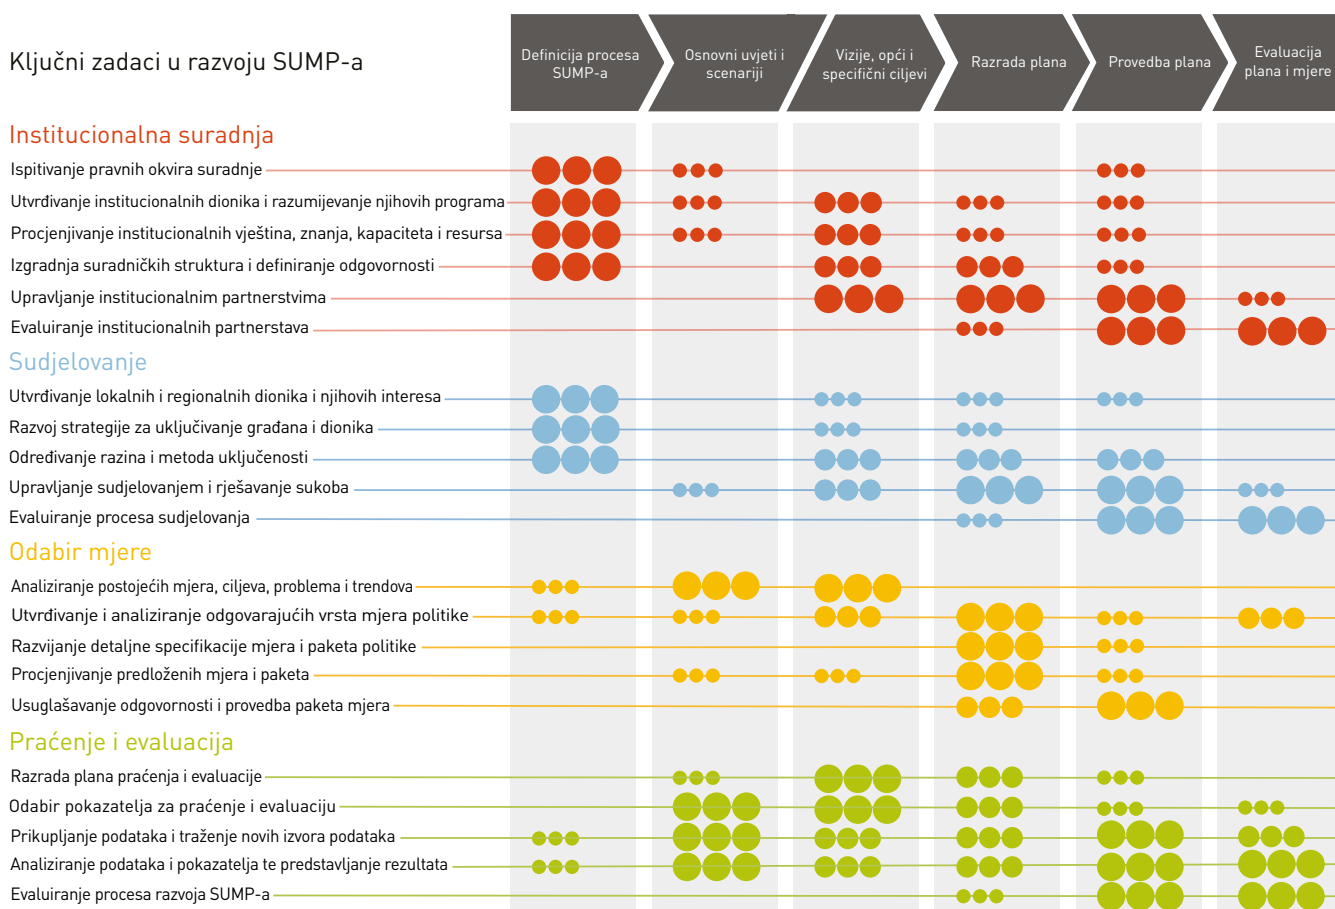 Ključni zadaci u razvoju SUMP-a
Definicija procesa
SUMP-a
Osnovni uvjeti i
scenariji
Vizije, opći i
specifični ciljevi
Razrada plana
Provedba plana
Evaluacija
plana i mjere
Institucionalna suradnja
Ispitivanje pravnih okvira suradnje
Utvrđivanje institucionalnih dionika i razumijevanje njihovih programa
Procjenjivanje institucionalnih vještina, znanja, kapaciteta i resursa
Izgradnja suradničkih struktura i definiranje odgovornosti
Upravljanje institucionalnim partnerstvima
Evaluiranje institucionalnih partnerstava
Sudjelovanje
Utvrđivanje lokalnih i regionalnih dionika i njihovih interesa
Razvoj strategije za uključivanje građana i dionika
Određivanje razina i metoda uključenosti
Upravljanje sudjelovanjem i rješavanje sukoba
Evaluiranje procesa sudjelovanja
Odabir mjere
Analiziranje postojećih mjera, ciljeva, problema i trendova
Utvrđivanje i analiziranje odgovarajućih vrsta mjera politike
Razvijanje detaljne specifikacije mjera i paketa politike
Procjenjivanje predloženih mjera i paketa
Usuglašavanje odgovornosti i provedba paketa mjera
Praćenje i evaluacija
Razrada plana praćenja i evaluacije
Odabir pokazatelja za praćenje i evaluaciju
Prikupljanje podataka i traženje novih izvora podataka
Analiziranje podataka i pokazatelja te predstavljanje rezultata
Evaluiranje procesa razvoja SUMP-a